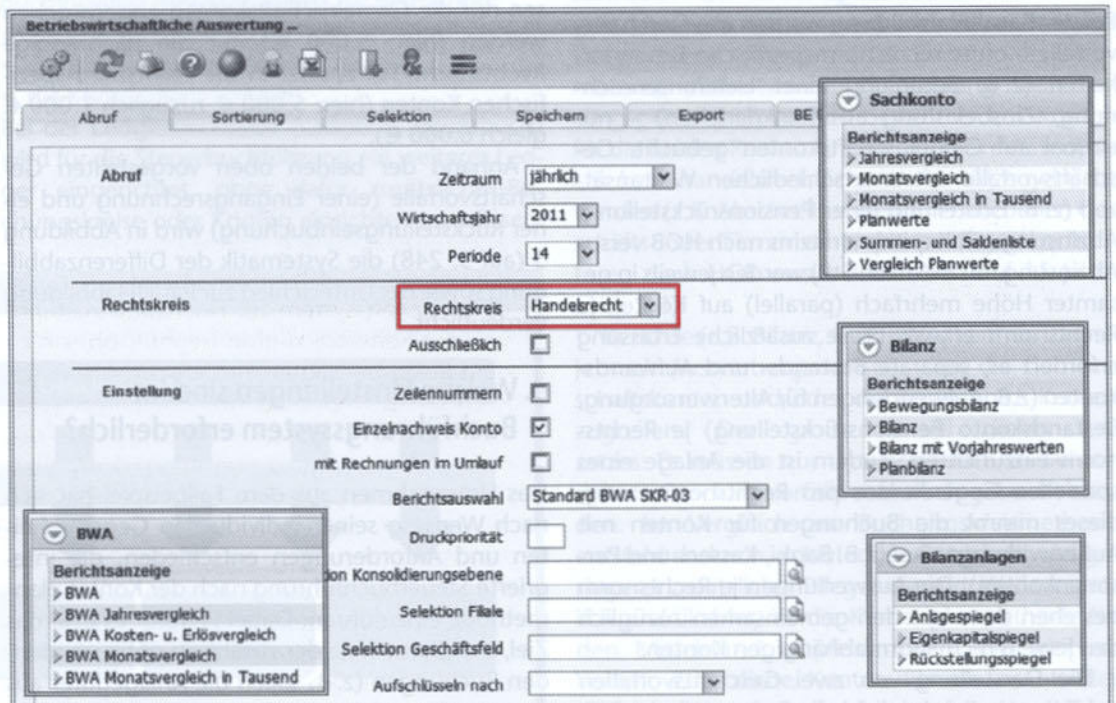 Betriebswirtschaftliche Auswertung ...
Abruf
Sortierung
Selektion
Speichern
Export
BE
Abruf
Zeitraum
jährlich
Wirtschaftsjahr
2011
Periode
14
Rechtskreis
Rechtskreis
Handelsrecht
Ausschließlich
Einstellung
Zeilennummern
Einzelnachweis Konto
mit Rechnungen im Umlauf
Berichtsauswahl
Standard BWA SKR-03
Druckpriorität
ion Konsolidierungsebene
Selektion Filiale
Selektion Geschäftsfeld
Aufschlüsseln nach
Sachkonto
Berichtsanzeige
Jahresvergleich
Monatsvergleich
Monatsvergleich in Tausend
Planwerte
Summen- und Saldenliste
Vergleich Planwerte
Bilanz
Berichtsanzeige
Bewegungsbilanz
Bilanz
Bilanz mit Vorjahreswerten
Planbilanz
BWA
Berichtsanzeige
BWA
BWA Jahresvergleich
BWA Kosten- u. Erlösvergleich
BWA Monatsvergleich
BWA Monatsvergleich in Tausend
Bilanzanlagen
Berichtsanzeige
Anlagespiegel
Eigenkapitalspiegel
Rückstellungsspiegel